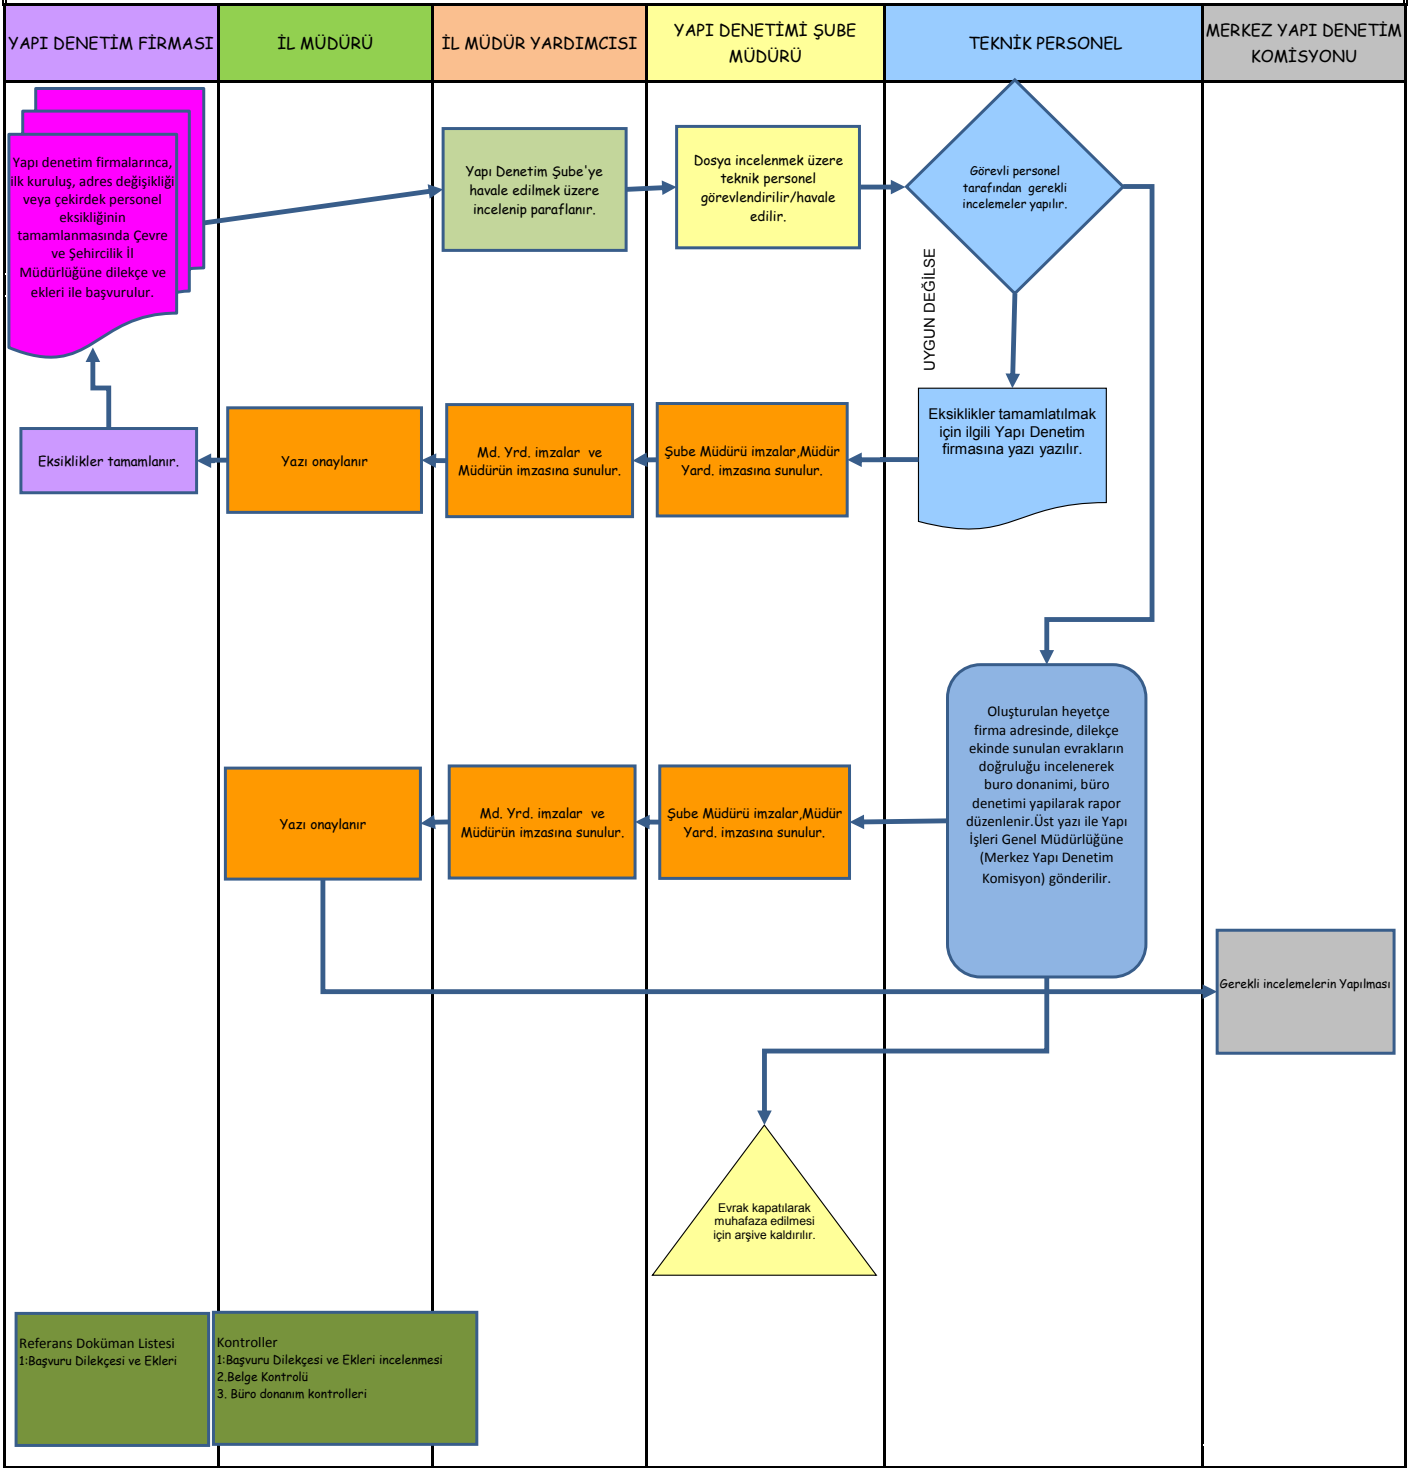 YAPI DENETİM FİRMASI
İL MÜDÜRÜ
İL MÜDÜR YARDIMCISI
YAPI DENETİMİ ŞUBE
MÜDÜRÜ
TEKNİK PERSONEL
MERKEZ YAPI DENETİM
KOMİSYONU
Yapı denetim firmalarınca,
ilk kuruluş, adres değişikliği
veya çekirdek personel
eksikliğinin
tamamlanmasında Çevre
ve Şehircilik İl
Müdürlüğüne dilekçe ve
ekleri ile başvurulur.
Yapı Denetim Şube'ye
havale edilmek üzere
incelenip paraflanır.
Dosya incelenmek üzere
teknik personel
görevlendirilir/havale
edilir.
Görevli personel
tarafından gerekli
incelemeler yapılır.
UYGUN DEĞİLSE
Eksiklikler tamamlatılmak
için ilgili Yapı Denetim
firmasına yazı yazılır.
Şube Müdürü imzalar,Müdür
Yard. imzasına sunulur.
Md. Yrd. imzalar ve
Müdürün imzasına sunulur.
Yazı onaylanır
Eksiklikler tamamlanır.
Oluşturulan heyetçe
firma adresinde, dilekçe
ekinde sunulan evrakların
doğruluğu incelenerek
buro donanimi, büro
denetimi yapılarak rapor
düzenlenir.Üst yazı ile Yapı
İşleri Genel Müdürlüğüne
(Merkez Yapı Denetim
Komisyon) gönderilir.
Şube Müdürü imzalar,Müdür
Yard. imzasına sunulur.
Md. Yrd. imzalar ve
Müdürün imzasına sunulur.
Yazı onaylanır
Gerekli incelemelerin Yapılması
Evrak kapatılarak
muhafaza edilmesi
için arşive kaldırılır.
Referans Doküman Listesi
1:Başvuru Dilekçesi ve Ekleri
Kontroller
1:Başvuru Dilekçesi ve Ekleri incelenmesi
2.Belge Kontrolü
3. Büro donanım kontrolleri